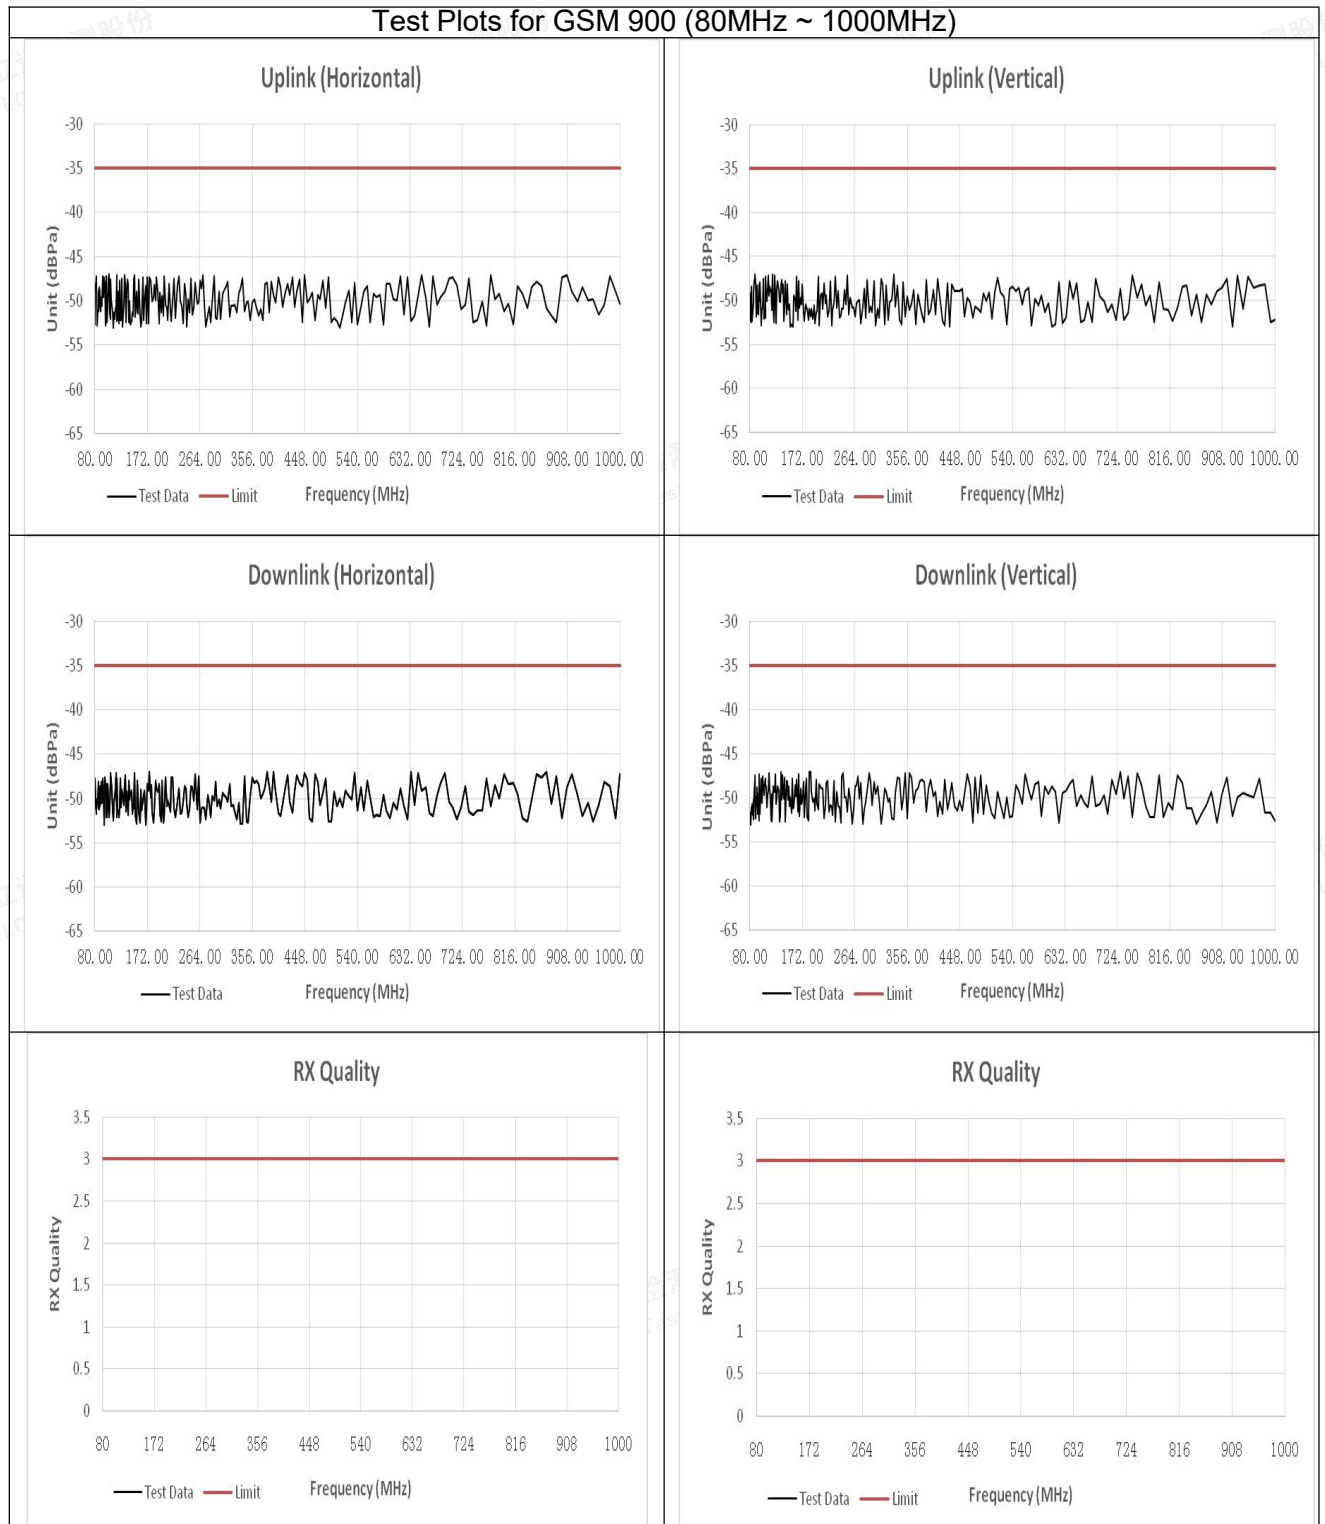 Test Plots for GSM 900 (80MHz ~ 1000MHz)
Uplink (Horizontal)
-30
-35
-40
-45
-50
-55
-60
-65
Unit (dBPa)
80.00 172.00 264.00 356.00 448.00 540.00 632.00 724.00 816.00 908.00 1000.00
Test Data Limit Frequency (MHz)
Uplink (Vertical)
-30
-35
-40
-45
-50
-55
-60
-65
Unit (dBPa)
80.00 172.00 264.00 356.00 448.00 540.00 632.00 724.00 816.00 908.00 1000.00
Test Data Limit Frequency (MHz)
Downlink (Horizontal)
-30
-35
-40
-45
-50
-55
-60
-65
Unit (dBPa)
80.00 172.00 264.00 356.00 448.00 540.00 632.00 724.00 816.00 908.00 1000.00
Test Data Frequency (MHz)
Downlink (Vertical)
-30
-35
-40
-45
-50
-55
-60
-65
Unit (dBPa)
80.00 172.00 264.00 356.00 448.00 540.00 632.00 724.00 816.00 908.00 1000.00
Test Data Limit Frequency (MHz)
RX Quality
3.5
3
2.5
2
1.5
1
0.5
0
RX Quality
80 172 264 356 448 540 632 724 816 908 1000
Test Data Limit Frequency (MHz)
RX Quality
3.5
3
2.5
2
1.5
1
0.5
0
RX Quality
80 172 264 356 448 540 632 724 816 908 1000
Test Data Limit Frequency (MHz)